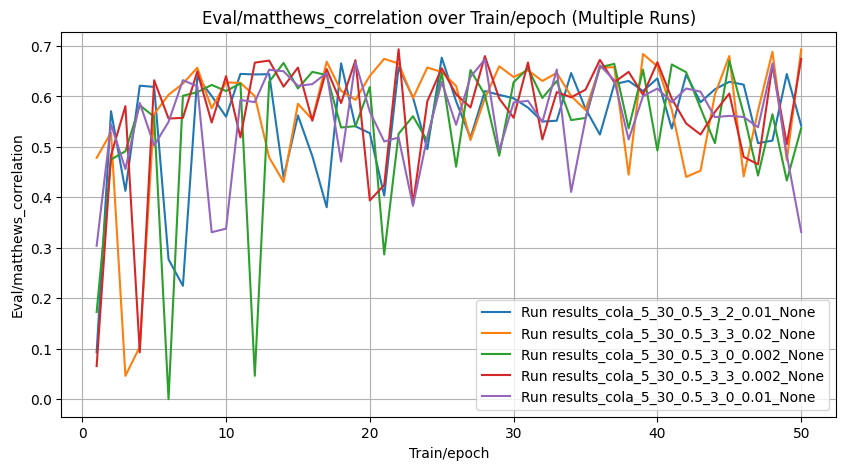 Eval/matthews_correlation over Train/epoch (Multiple Runs)
Eval/matthews_correlation
0.7
0.6
0.5
0.4
0.3
0.2
0.1
0.0
Run results_cola_5_30_0.5_3_2_0.01_None
Run results_cola_5_30_0.5_3_3_0.02_None
Run results_cola_5_30_0.5_3_0_0.002_None
Run results_cola_5_30_0.5_3_3_0.002_None
Run results_cola_5_30_0.5_3_0_0.01_None
0 10 20 30 40 50
Train/epoch